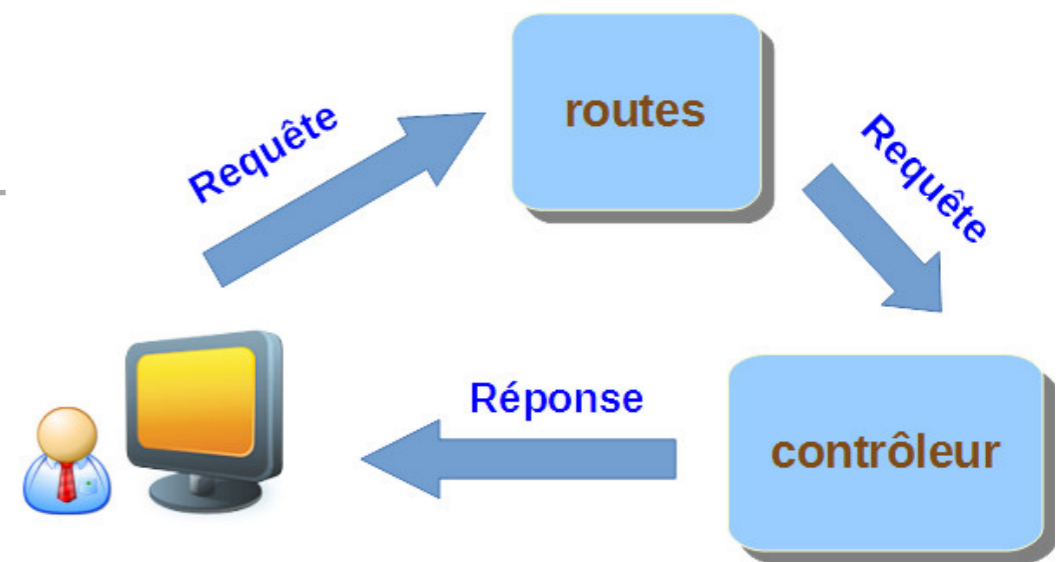 routes
Requête
Requête
Réponse
contrôleur